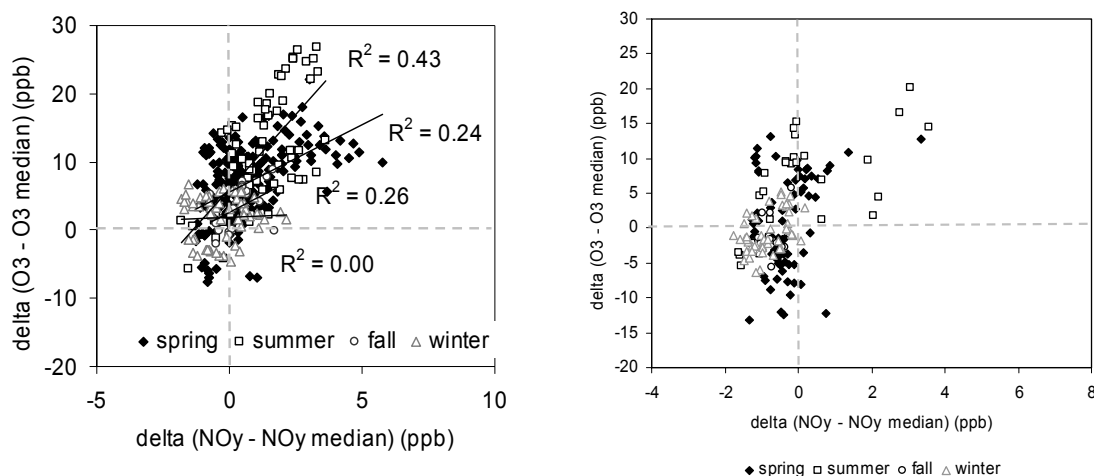 30
20
10
0
-10
-20
-5
0
5
10
R² = 0.43
R² = 0.24
R² = 0.26
R² = 0.00
spring summer fall winter
delta (O3 - O3 median) (ppb)
delta (NOy - NOy median) (ppb)
30
25
20
15
10
5
0
-5
-10
-15
-20
-4
-2
0
2
4
6
8
delta (O3 - O3 median) (ppb)
delta (NOy - NOy median) (ppb)
spring summer fall winter